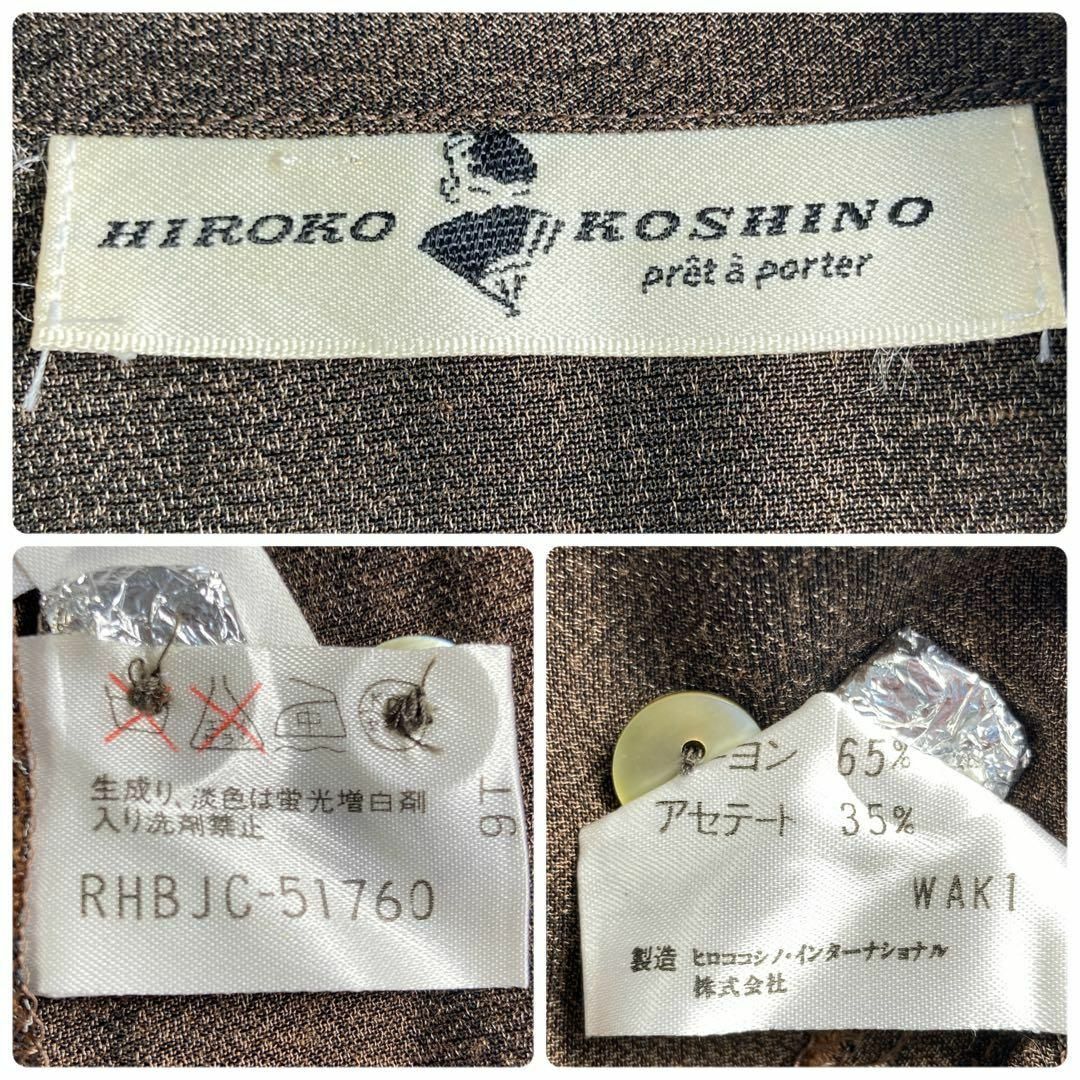 HIROKO KOSHINO
prêt à porter
生成り、淡色は蛍光増白剤
入り洗剤禁止
RHBJC-51760
ヨン 65%
アセテート 35%
WAK1
製造 ヒロココシノ・インターナショナル
株式会社